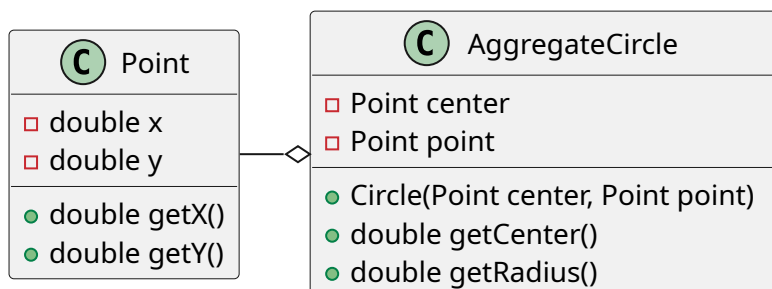 C Point
double x
double y
double getX()
double getY()
C AggregateCircle
Point center
Point point
Circle(Point center, Point point)
double getCenter()
double getRadius()